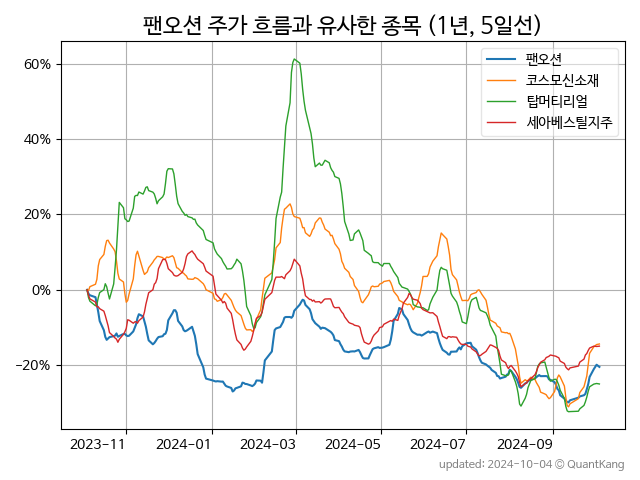 팬오션 주가 흐름과 유사한 종목 (1년, 5일선)
팬오션
코스모신소재
탑머티리얼
세아베스틸지주
60%
40%
20%
0%
−20%
2023-11
2024-01
2024-03
2024-05
2024-07
2024-09
updated: 2024-10-04 © QuantKang